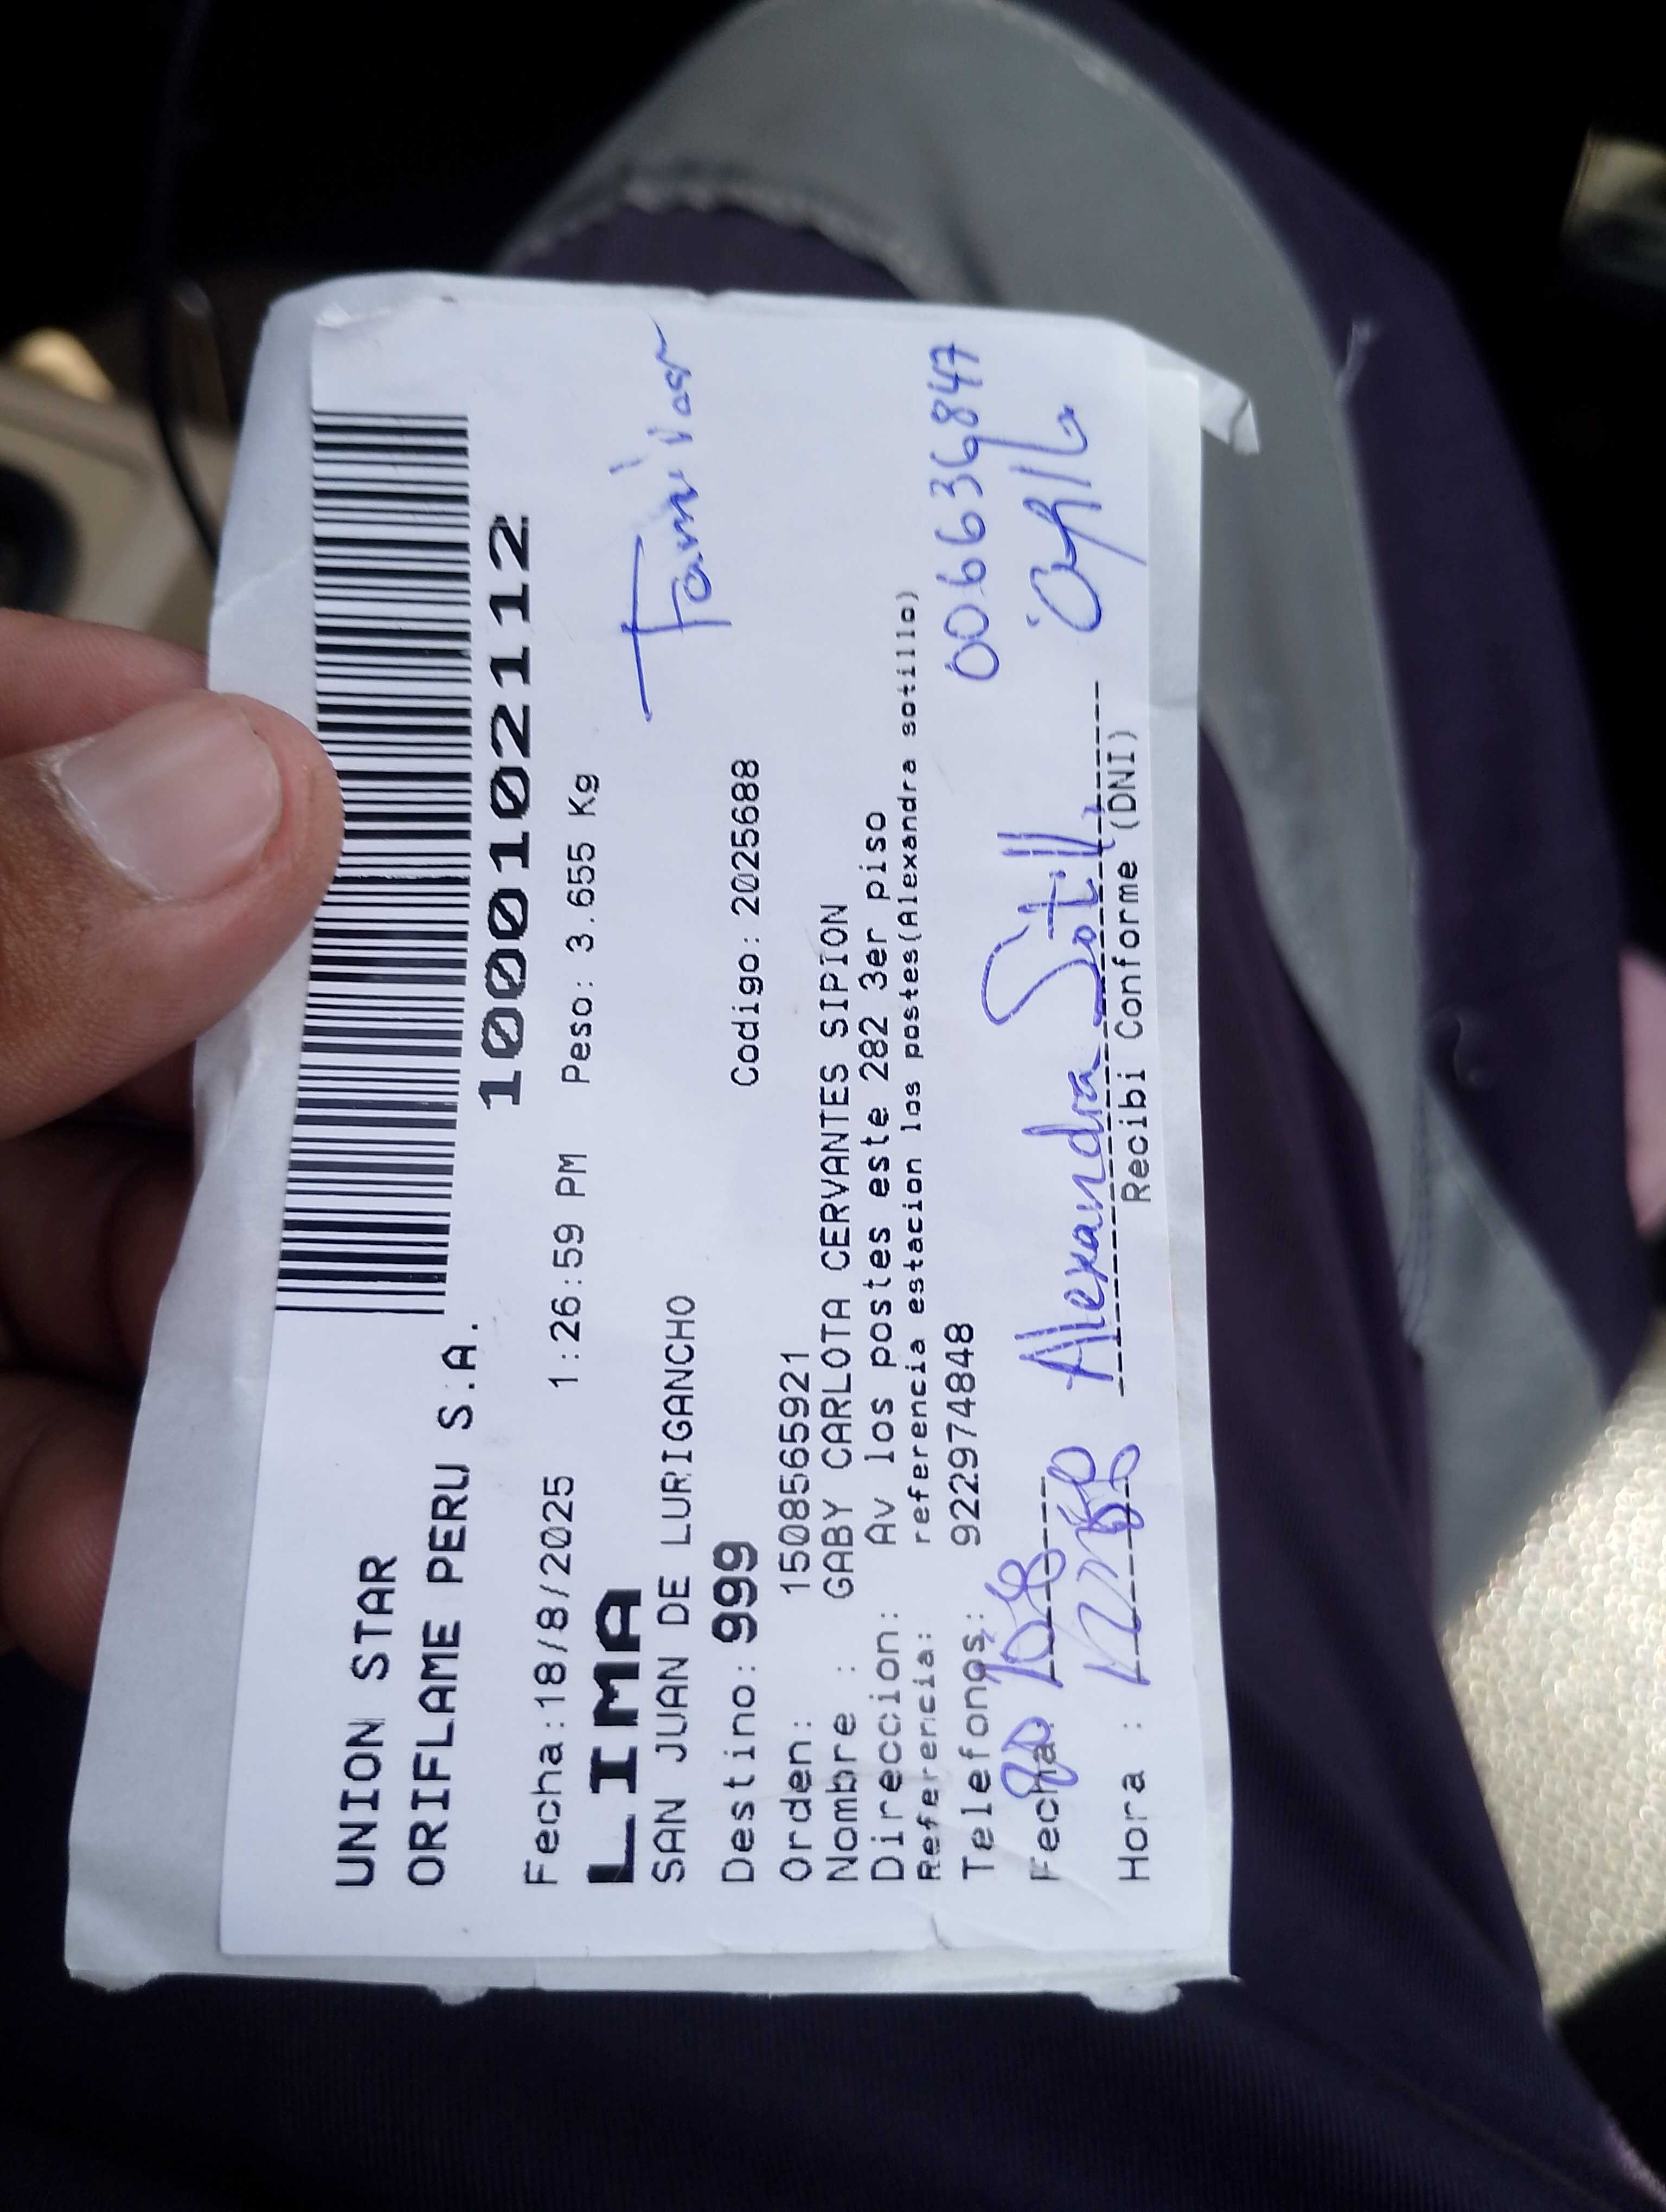 UNION STAR
ORIFLAME PERU S.A.
1000102112
Fecha:18/8/2025 1:26:59 PM Peso: 3.655 Kg
LIMA
Familiar
SAN JUAN DE LURIGANCHO
Destino: 999 Codigo: 2025688
Orden: 1508565921
Nombre : GABY CARLOTA CERVANTES SIPION
Direccion: Av los postes este 282 3er piso
Referencia: referencia estacion los postes(Alexandra sotillo)
Telefonos: 922974848
006636847
Fecha:
Alexandra Sotillo
Hora :
Recibi Conforme (DNI)